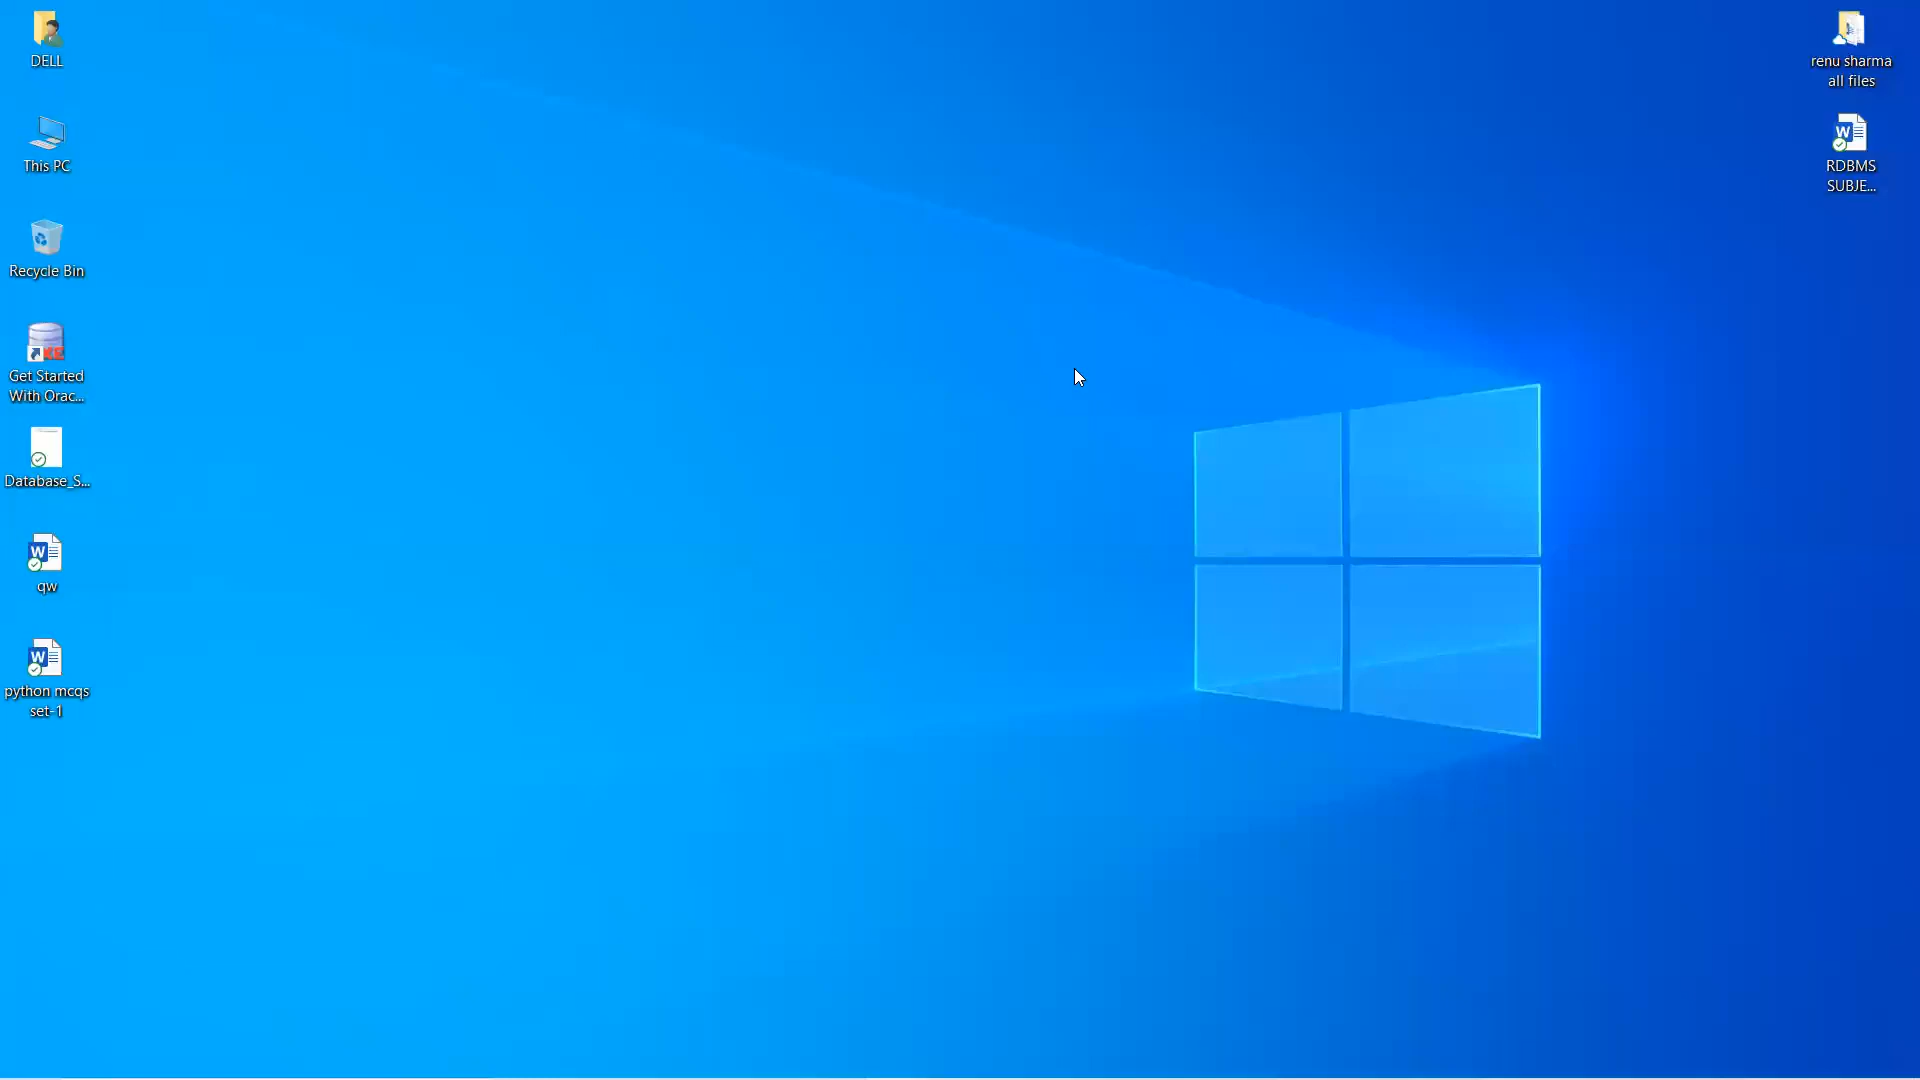 DELL
This PC
Recycle Bin
Get Started
With Orac...
Database_S...
qw
python mcqs
set-1
renu sharma
all files
RDBMS
SUBJE...